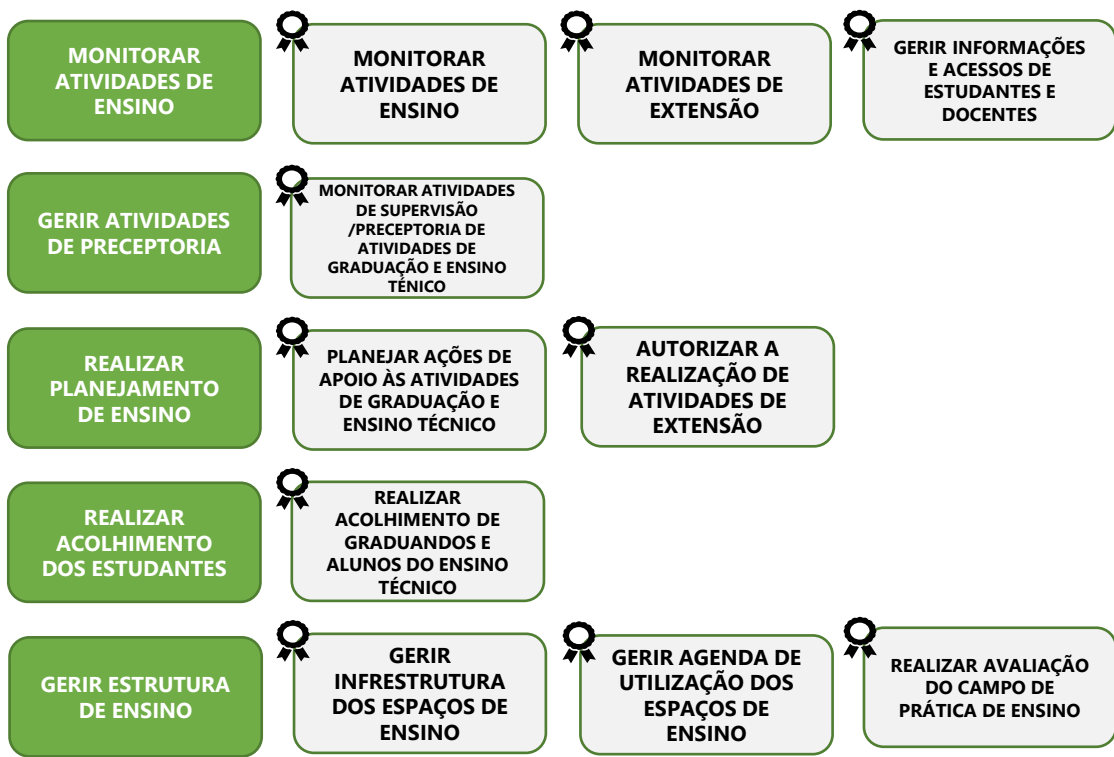 MONITORAR
ATIVIDADES DE
ENSINO
MONITORAR
ATIVIDADES DE
ENSINO
MONITORAR
ATIVIDADES DE
EXTENSÃO
GERIR INFORMAÇÕES
E ACESSOS DE
ESTUDANTES E
DOCENTES
GERIR ATIVIDADES
DE PRECEPTORIA
MONITORAR ATIVIDADES
DE SUPERVISÃO
/PRECEPTORIA DE
ATIVIDADES DE
GRADUAÇÃO E ENSINO
TÉNICO
REALIZAR
PLANEJAMENTO
DE ENSINO
PLANEJAR AÇÕES DE
APOIO ÀS ATIVIDADES
DE GRADUAÇÃO E
ENSINO TÉCNICO
AUTORIZAR A
REALIZAÇÃO DE
ATIVIDADES DE
EXTENSÃO
REALIZAR
ACOLHIMENTO
DOS ESTUDANTES
REALIZAR
ACOLHIMENTO DE
GRADUANDOS E
ALUNOS DO ENSINO
TÉCNICO
GERIR ESTRUTURA
DE ENSINO
GERIR
INFRESTRUTURA
DOS ESPAÇOS DE
ENSINO
GERIR AGENDA DE
UTILIZAÇÃO DOS
ESPAÇOS DE
ENSINO
REALIZAR AVALIAÇÃO
DO CAMPO DE
PRÁTICA DE ENSINO